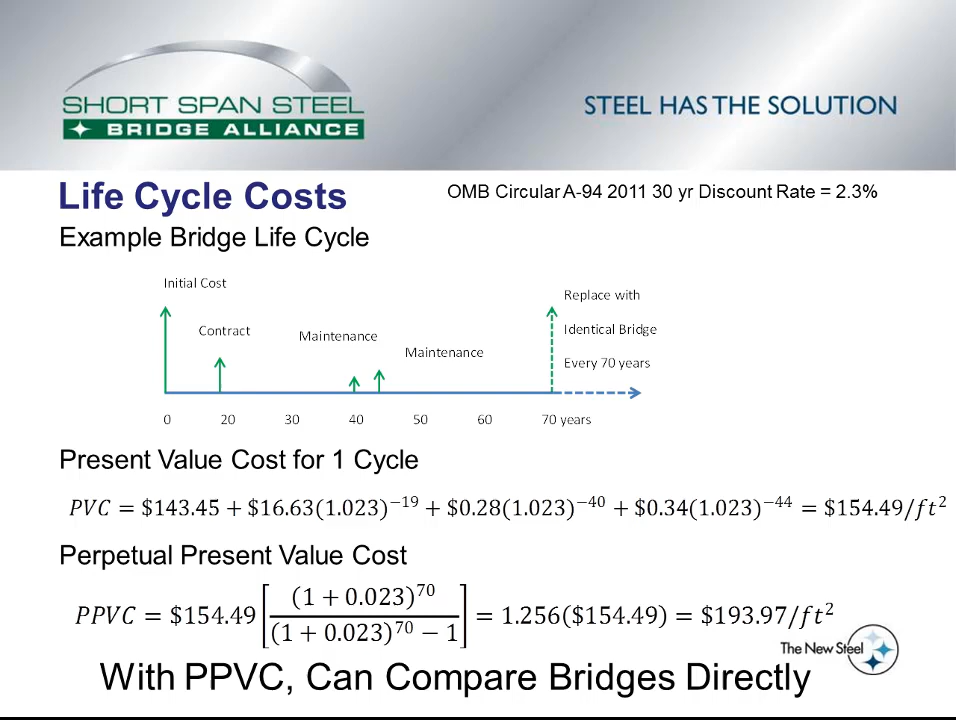 SHORT SPAN STEEL
BRIDGE ALLIANCE
STEEL HAS THE SOLUTION
Life Cycle Costs
OMB Circular A-94 2011 30 yr Discount Rate = 2.3%
Example Bridge Life Cycle
Initial Cost
Contract
Maintenance
Maintenance
Replace with
Identical Bridge
Every 70 years
0 20 30 40 50 60 70 years
Present Value Cost for 1 Cycle
PVC = $143.45 + $16.63(1.023)⁻¹⁹ + $0.28(1.023)⁻⁴⁰ + $0.34(1.023)⁻⁴⁴ = $154.49/ft²
Perpetual Present Value Cost
PPVC = $154.49 [(1 + 0.023)⁷⁰ / (1 + 0.023)⁷⁰ − 1] = 1.256($154.49) = $193.97/ft²
The New Steel
With PPVC, Can Compare Bridges Directly